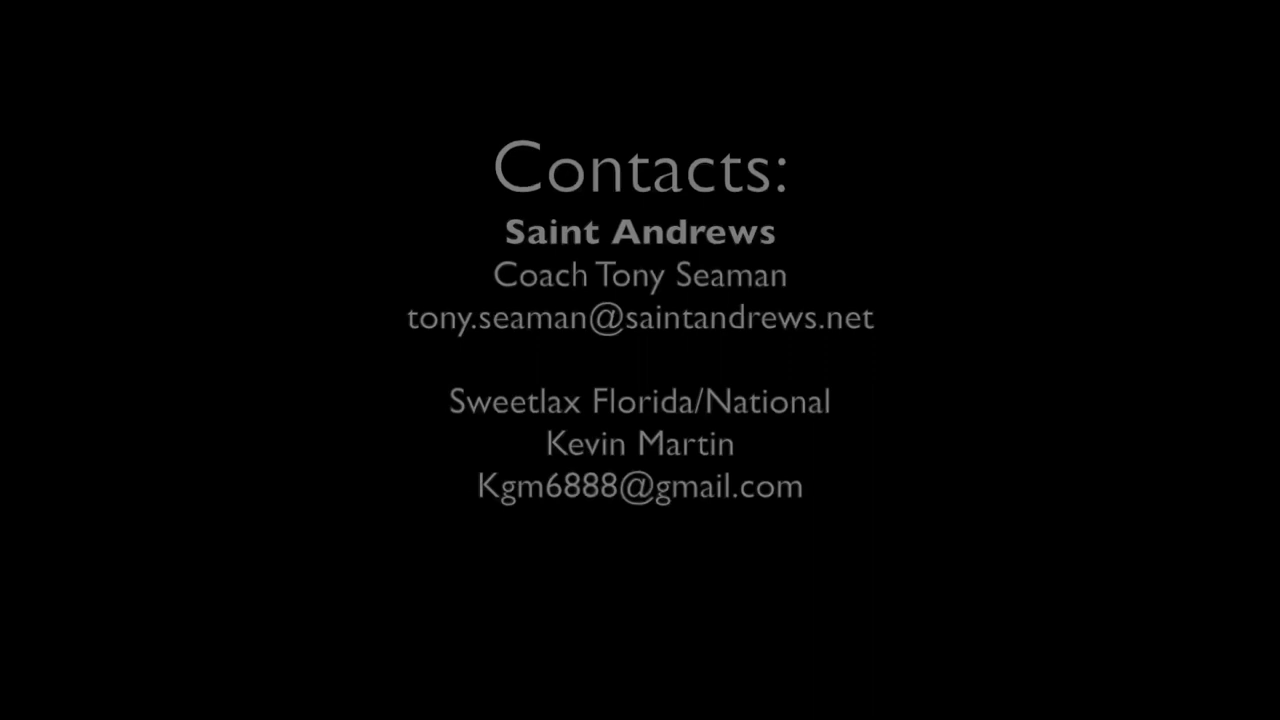 Contacts:
Saint Andrews
Coach Tony Seaman
tony.seaman@saintandrews.net
Sweetlax Florida/National
Kevin Martin
Kgm6888@gmail.com